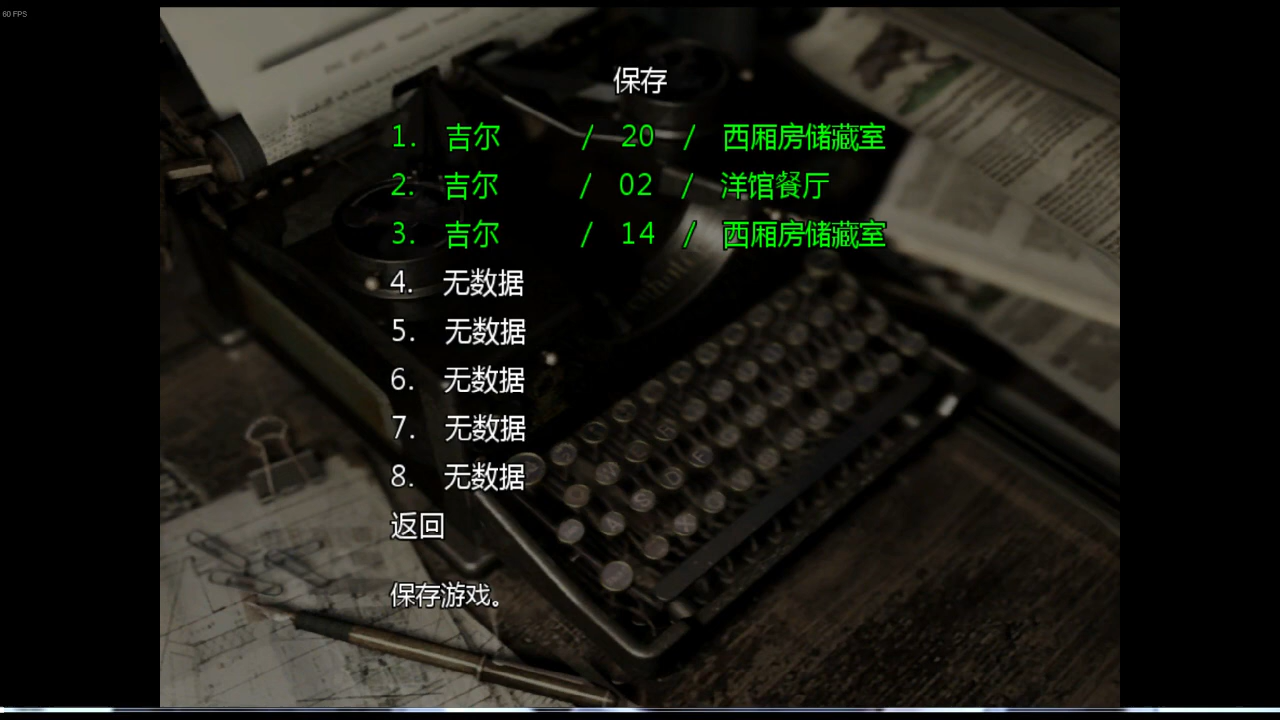 60 FPS
保存
1. 吉尔 / 20 / 西厢房储藏室
2. 吉尔 / 02 / 洋馆餐厅
3. 吉尔 / 14 / 西厢房储藏室
4. 无数据
5. 无数据
6. 无数据
7. 无数据
8. 无数据
返回
保存游戏。